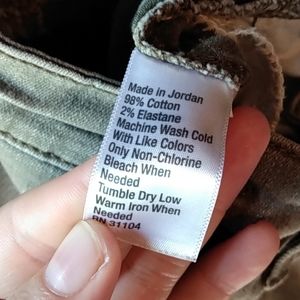 Made in Jordan
98% Cotton
2% Elastane
Machine Wash Cold
With Like Colors
Only Non-Chlorine
Bleach When
Needed
Tumble Dry Low
Warm Iron When
Needed
RN 31104